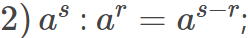 2) a^s : a^r = a^{s−r};